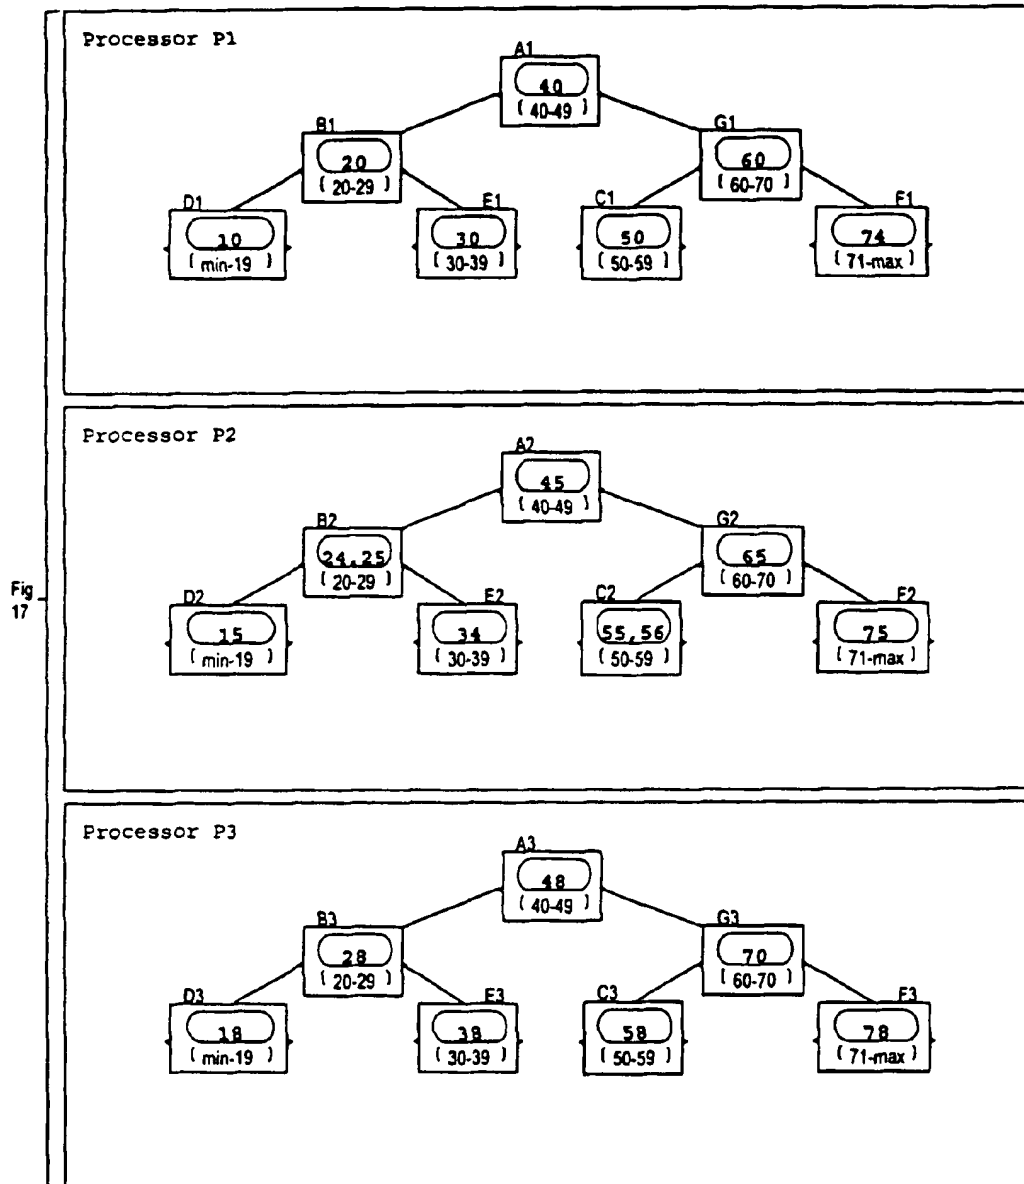 Processor P1
A1
40
( 40-49 )
B1
20
( 20-29 )
G1
60
( 60-70 )
D1
10
( min-19 )
E1
30
( 30-39 )
C1
50
( 50-59 )
F1
74
( 71-max )
Processor P2
A2
45
( 40-49 )
B2
24,25
( 20-29 )
G2
65
( 60-70 )
Fig
17
D2
15
( min-19 )
E2
34
( 30-39 )
C2
55,56
( 50-59 )
F2
75
( 71-max )
Processor P3
A3
48
( 40-49 )
B3
28
( 20-29 )
G3
70
( 60-70 )
D3
18
( min-19 )
E3
38
( 30-39 )
C3
58
( 50-59 )
F3
78
( 71-max )